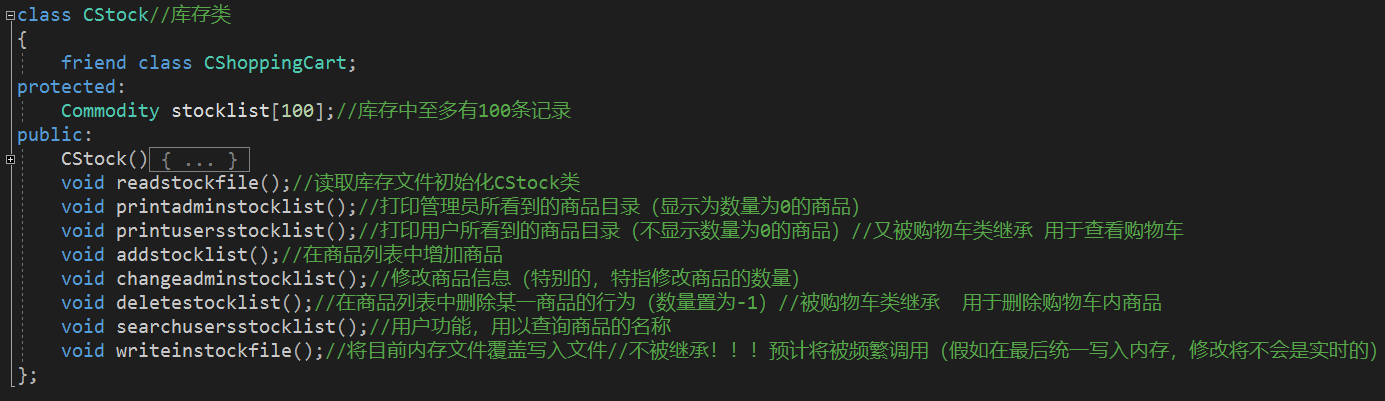 class CStock//库存类
{
friend class CShoppingCart;
protected:
Commodity stocklist[100];//库存中至多有100条记录
public:
CStock(){ ... }
void readstockfile();//读取库存文件初始化CStock类
void printadminstocklist();//打印管理员所看到的商品目录（显示为数量为0的商品）
void printusersstocklist();//打印用户所看到的商品目录（不显示数量为0的商品）//又被购物车类继承 用于查看购物车
void addstocklist();//在商品列表中增加商品
void changeadminstocklist();//修改商品信息（特别的，特指修改商品的数量）
void deletestocklist();//在商品列表中删除某一商品的行为（数量置为-1）//被购物车类继承  用于删除购物车内商品
void searchusersstocklist();//用户功能，用以查询商品的名称
void writeinstockfile();//将目前内存文件覆盖写入文件//不被继承！！！预计将被频繁调用（假如在最后统一写入内存，修改将不会是实时的）
};